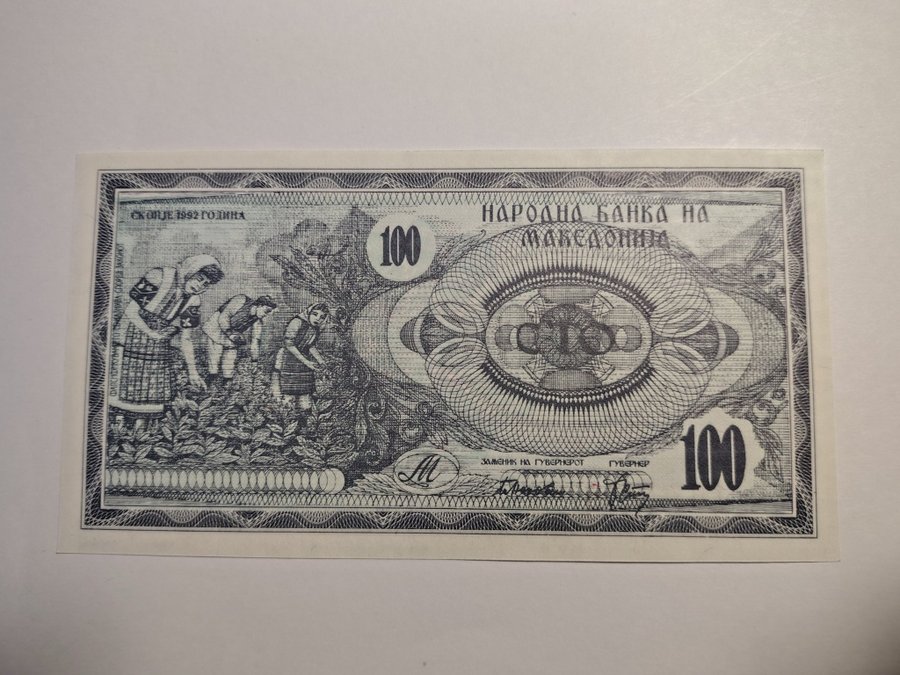 СКОПЈЕ 1992 ГОДИНА
100
НАРОДНА БАНКА НА
МАКЕДОНИЈА
СТО
ЗАМЕНИК НА ГУВЕРНЕРОТ ГУВЕРНЕР
100